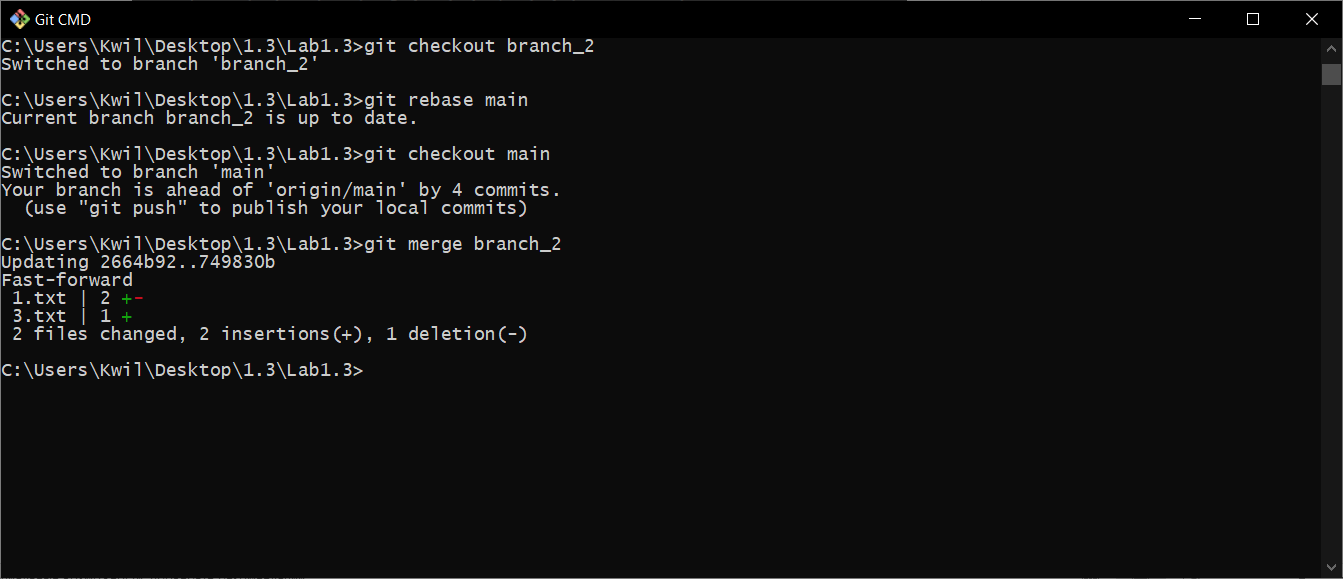 Git CMD
C:\Users\Kwil\Desktop\1.3\Lab1.3>git checkout branch_2
Switched to branch 'branch_2'
C:\Users\Kwil\Desktop\1.3\Lab1.3>git rebase main
Current branch branch_2 is up to date.
C:\Users\Kwil\Desktop\1.3\Lab1.3>git checkout main
Switched to branch 'main'
Your branch is ahead of 'origin/main' by 4 commits.
  (use "git push" to publish your local commits)
C:\Users\Kwil\Desktop\1.3\Lab1.3>git merge branch_2
Updating 2664b92..749830b
Fast-forward
 1.txt | 2 +-
 3.txt | 1 +
 2 files changed, 2 insertions(+), 1 deletion(-)
C:\Users\Kwil\Desktop\1.3\Lab1.3>